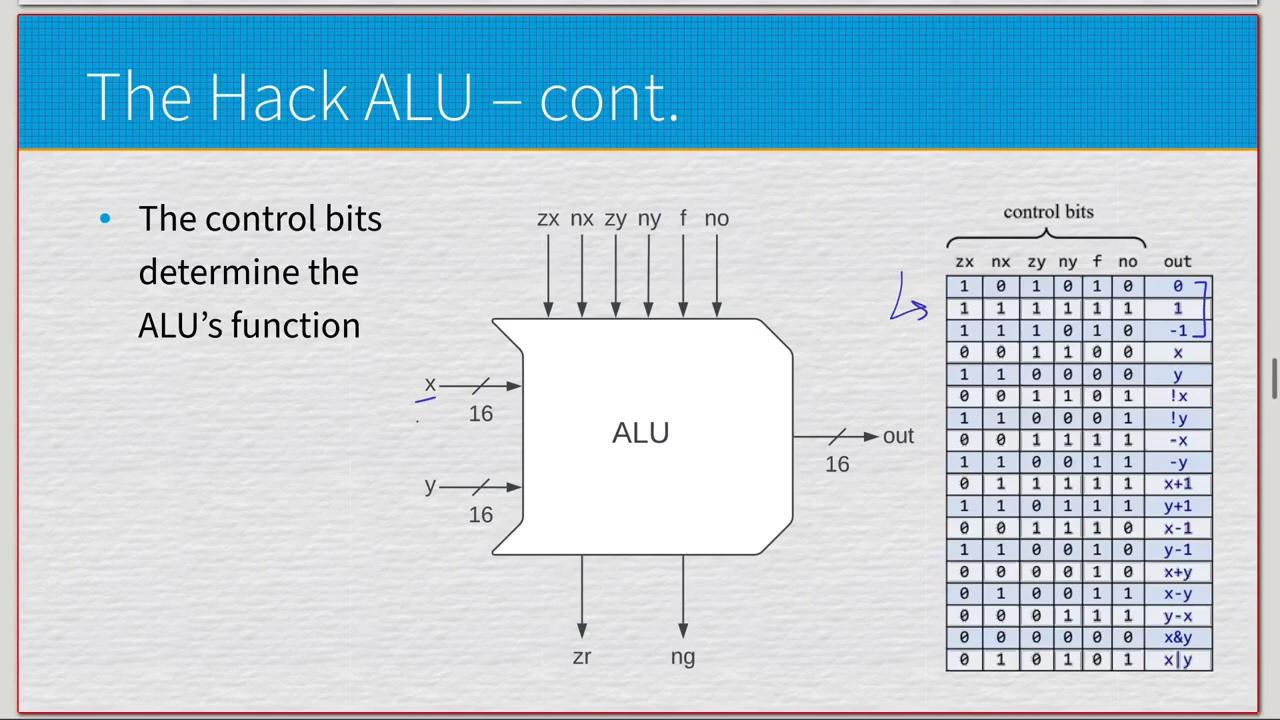 The Hack ALU – cont.
• The control bits
determine the
ALU’s function
zx nx zy ny f no
x
16
ALU
out
16
y
16
zr ng
control bits
zx nx zy ny f no out
1 0 1 0 1 0 0
1 1 1 1 1 1 1
1 1 1 0 1 0 -1
0 0 1 1 0 0 x
1 1 0 0 0 0 y
0 0 1 1 0 1 !x
1 1 0 0 0 1 !y
0 0 1 1 1 1 -x
1 1 0 0 1 1 -y
0 1 1 1 1 1 x+1
1 1 0 1 1 1 y+1
0 0 1 1 1 0 x-1
1 1 0 0 1 0 y-1
0 0 0 0 1 0 x+y
0 1 0 0 1 1 x-y
0 0 0 1 1 1 y-x
0 0 0 0 0 0 x&y
0 1 0 1 0 1 x|y